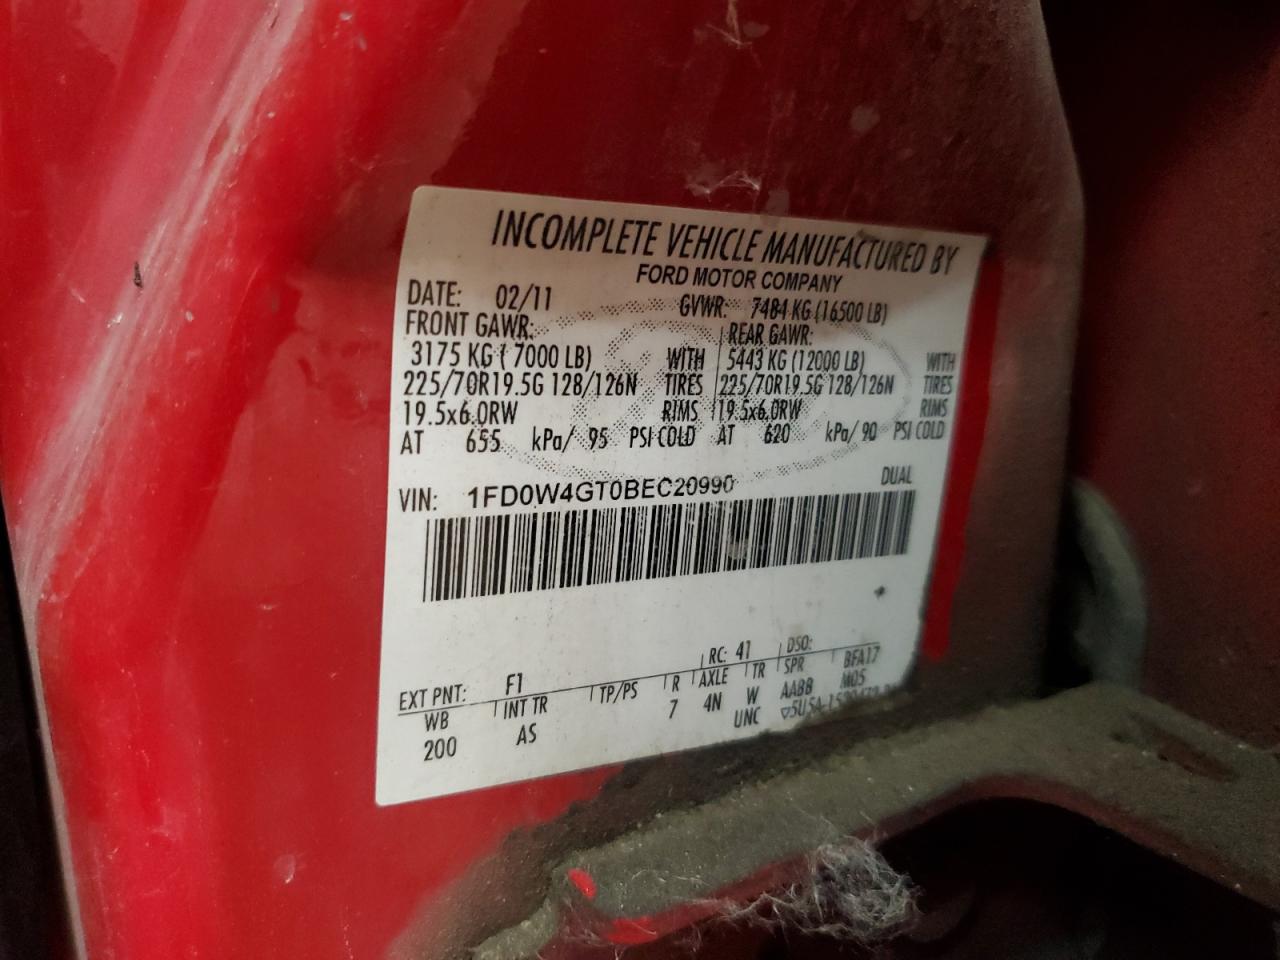 INCOMPLETE VEHICLE MANUFACTURED BY
FORD MOTOR COMPANY
DATE: 02/11 GVWR: 7484 KG (16500 LB)
FRONT GAWR: REAR GAWR:
3175 KG ( 7000 LB) WITH 5443 KG (12000 LB) WITH
225/70R19.5G 128/126N TIRES 225/70R19.5G 128/126N TIRES
19.5x6.0RW RIMS 19.5x6.0RW RIMS
AT 655 kPa/ 95 PSI COLD AT 620 kPa/ 90 PSI COLD
VIN: 1FD0W4GT0BEC20990 DUAL
EXT PNT: F1 RC: 41 DSO:
WB INT TR TP/PS R AXLE TR SPR BFA17
200 AS 7 4N W AABB M05
UNC